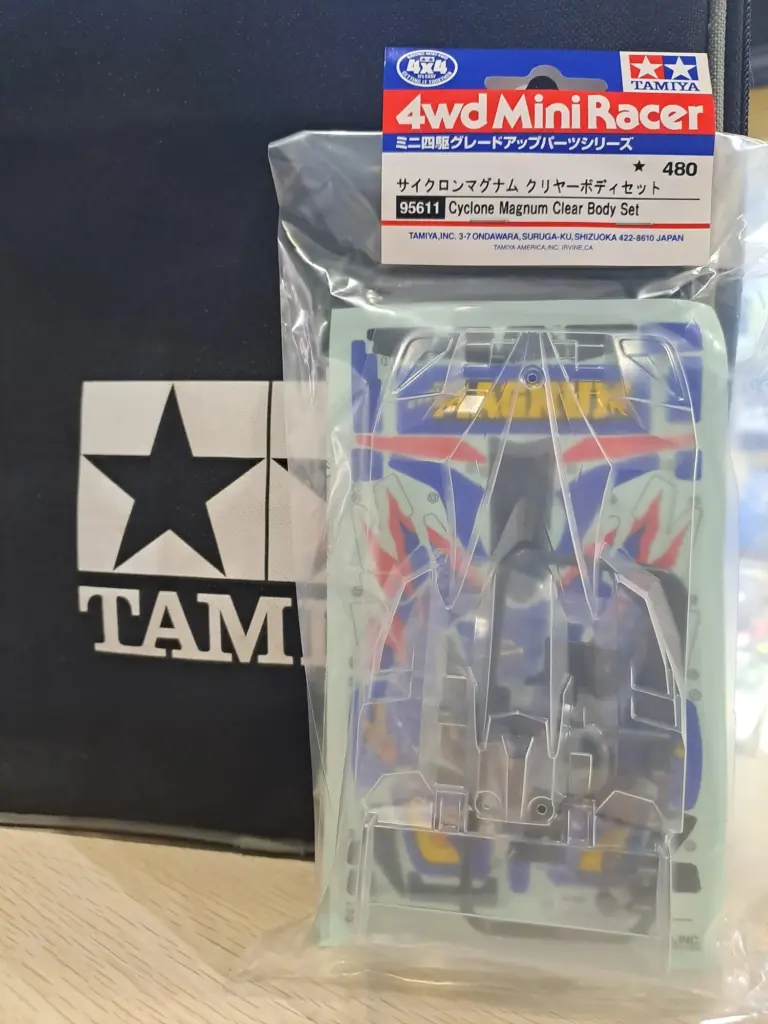 4x4
TAMIYA
4wd Mini Racer
ミニ四駆グレードアップパーツシリーズ
★ 480
サイクロンマグナム クリヤーボディセット
95611 Cyclone Magnum Clear Body Set
TAMIYA, INC. 3-7 ONDAWARA, SURUGA-KU, SHIZUOKA 422-8610 JAPAN
TAMIYA AMERICA, INC. IRVINE, CA
MAGNUM
TAMI
INC.